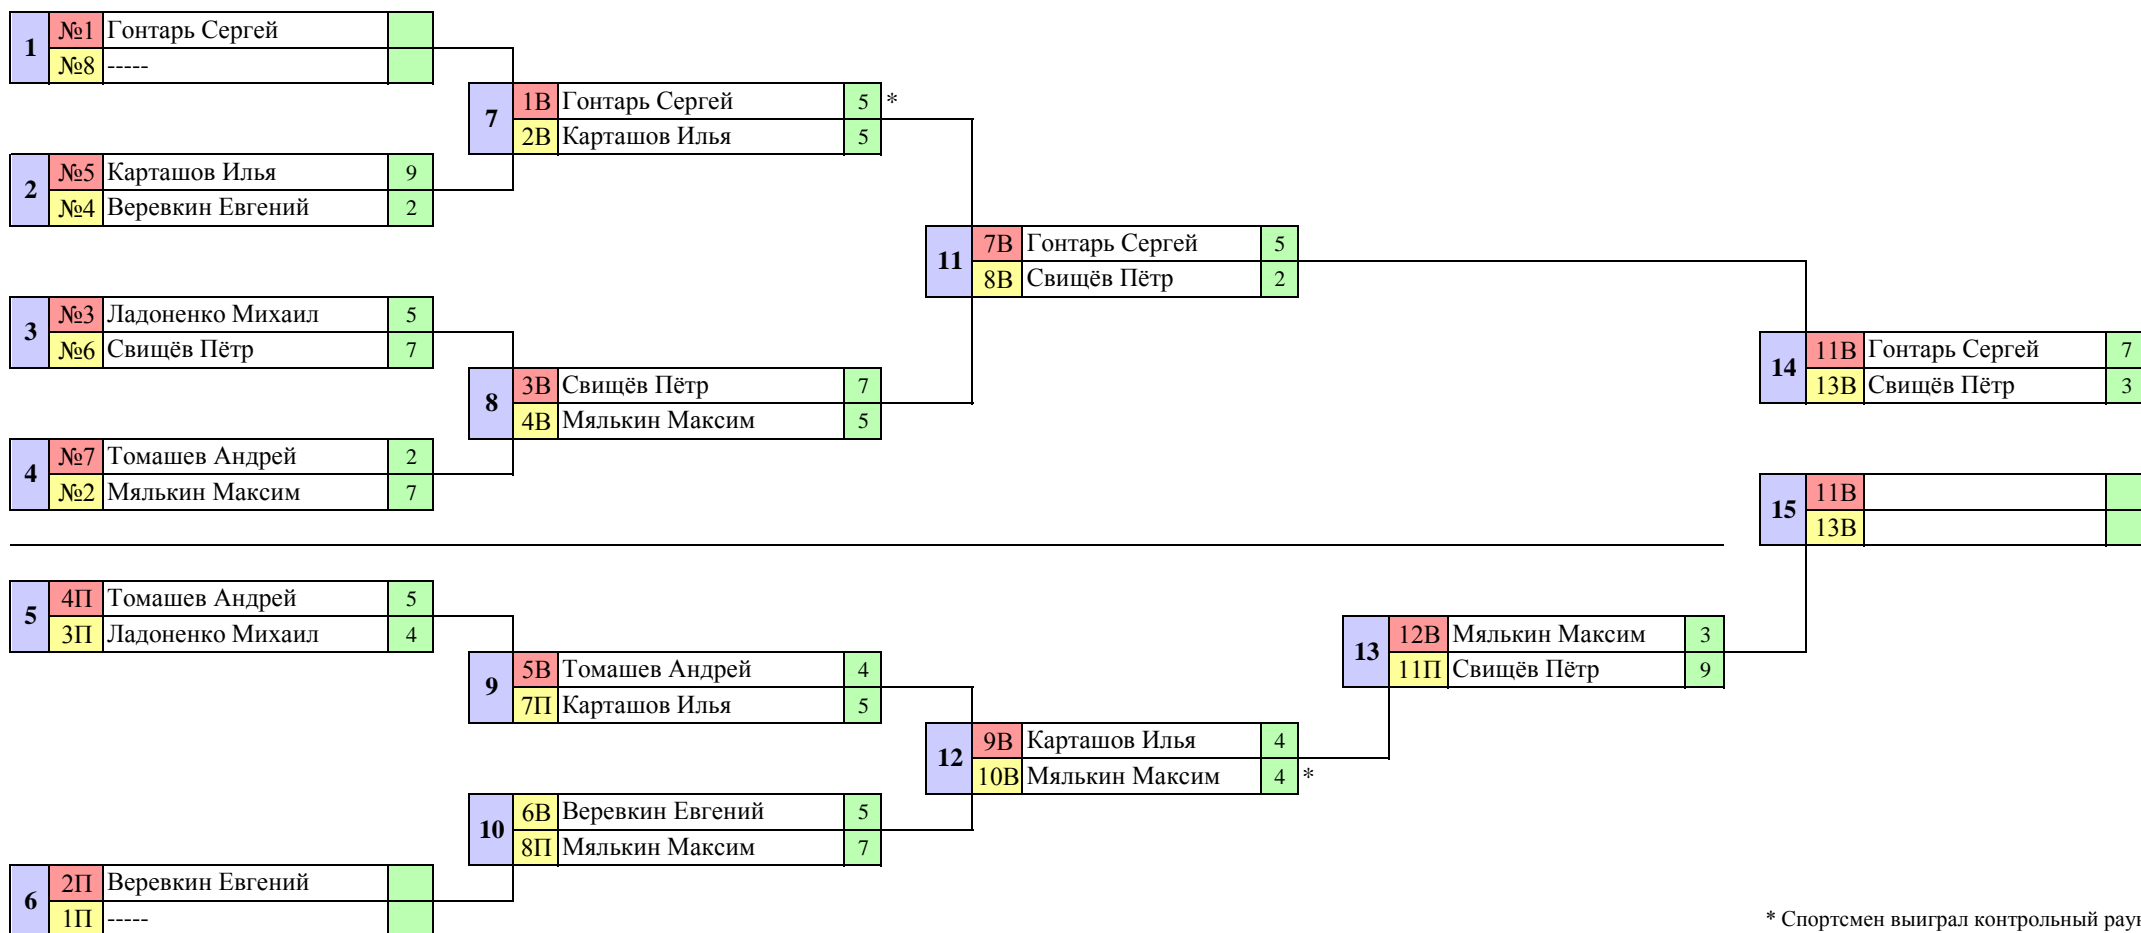 1
№1 Гонтарь Сергей
№8 -----
7
1В Гонтарь Сергей 5 *
2В Карташов Илья 5
2
№5 Карташов Илья 9
№4 Веревкин Евгений 2
11
7В Гонтарь Сергей 5
8В Свищёв Пётр 2
3
№3 Ладоненко Михаил 5
№6 Свищёв Пётр 7
14
11В Гонтарь Сергей 7
13В Свищёв Пётр 3
8
3В Свищёв Пётр 7
4В Мялькин Максим 5
4
№7 Томашев Андрей 2
№2 Мялькин Максим 7
15
11В
13В
5
4П Томашев Андрей 5
3П Ладоненко Михаил 4
13
12В Мялькин Максим 3
11П Свищёв Пётр 9
9
5В Томашев Андрей 4
7П Карташов Илья 5
12
9В Карташов Илья 4
10В Мялькин Максим 4 *
10
6В Веревкин Евгений 5
8П Мялькин Максим 7
6
2П Веревкин Евгений
1П -----
* Спортсмен выиграл контрольный